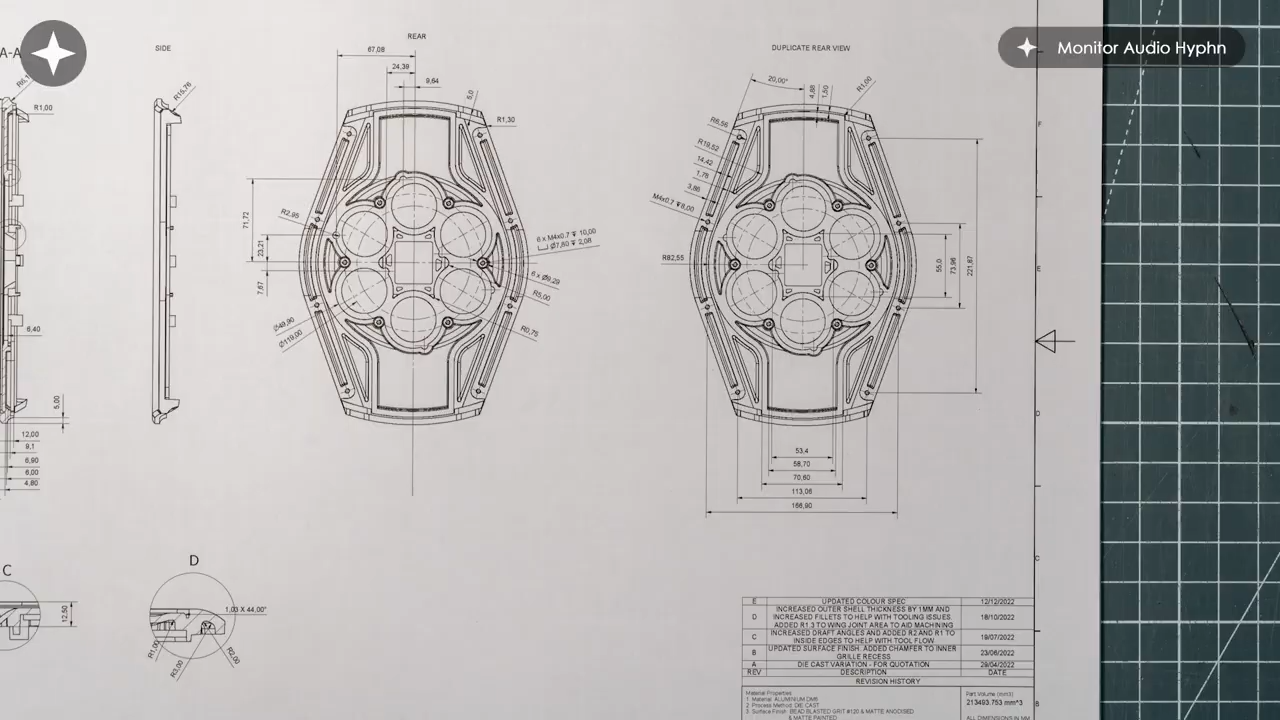 Monitor Audio Hyphn
A-A
SIDE
REAR
DUPLICATE REAR VIEW
R1,00
R15,76
67,08
24,39
9,64
5,0
R1,30
20,00°
4,88
1,50
R1,00
F
R6,56
R19,52
14,42
1,78
3,86
M4x0.7 ↧8,00
R2,95
71,72
23,21
7,67
6 x M4x0.7 ↧ 10,00
⌴ Ø7,60 ↧ 2,08
6 x Ø9,29
R5,00
R0,75
Ø49,90
Ø119,00
R82,55
55,0
73,96
221,87
E
6,40
5,00
12,00
9,1
6,90
6,00
4,80
D
53,4
58,70
70,60
113,06
166,90
C
C
12,50
D
1,03 X 44,00°
R1,00
R3,00
R2,00
E UPDATED COLOUR SPEC 12/12/2022
D INCREASED OUTER SHELL THICKNESS BY 1MM AND
INCREASED FILLETS TO HELP WITH TOOLING ISSUES. 18/10/2022
ADDED R1.3 TO WING JOINT AREA TO AID MACHINING
C INCREASED DRAFT ANGLES AND ADDED R2 AND R1 TO 19/07/2022
INSIDE EDGES TO HELP WITH TOOL FLOW
B UPDATED SURFACE FINISH. ADDED CHAMFER TO INNER 23/06/2022
GRILLE RECESS
A DIE CAST VARIATION - FOR QUOTATION 29/04/2022
REV DESCRIPTION DATE
REVISION HISTORY
B
Material Properties:
1. Material: ALUMINIUM DM6
2. Process Method: DIE CAST
3. Surface Finish: BEAD BLASTED GRIT #120 & MATTE ANODISED
& MATTE PAINTED
Part Volume (mm3)
213493.753 mm^3
ALL DIMENSIONS IN MM